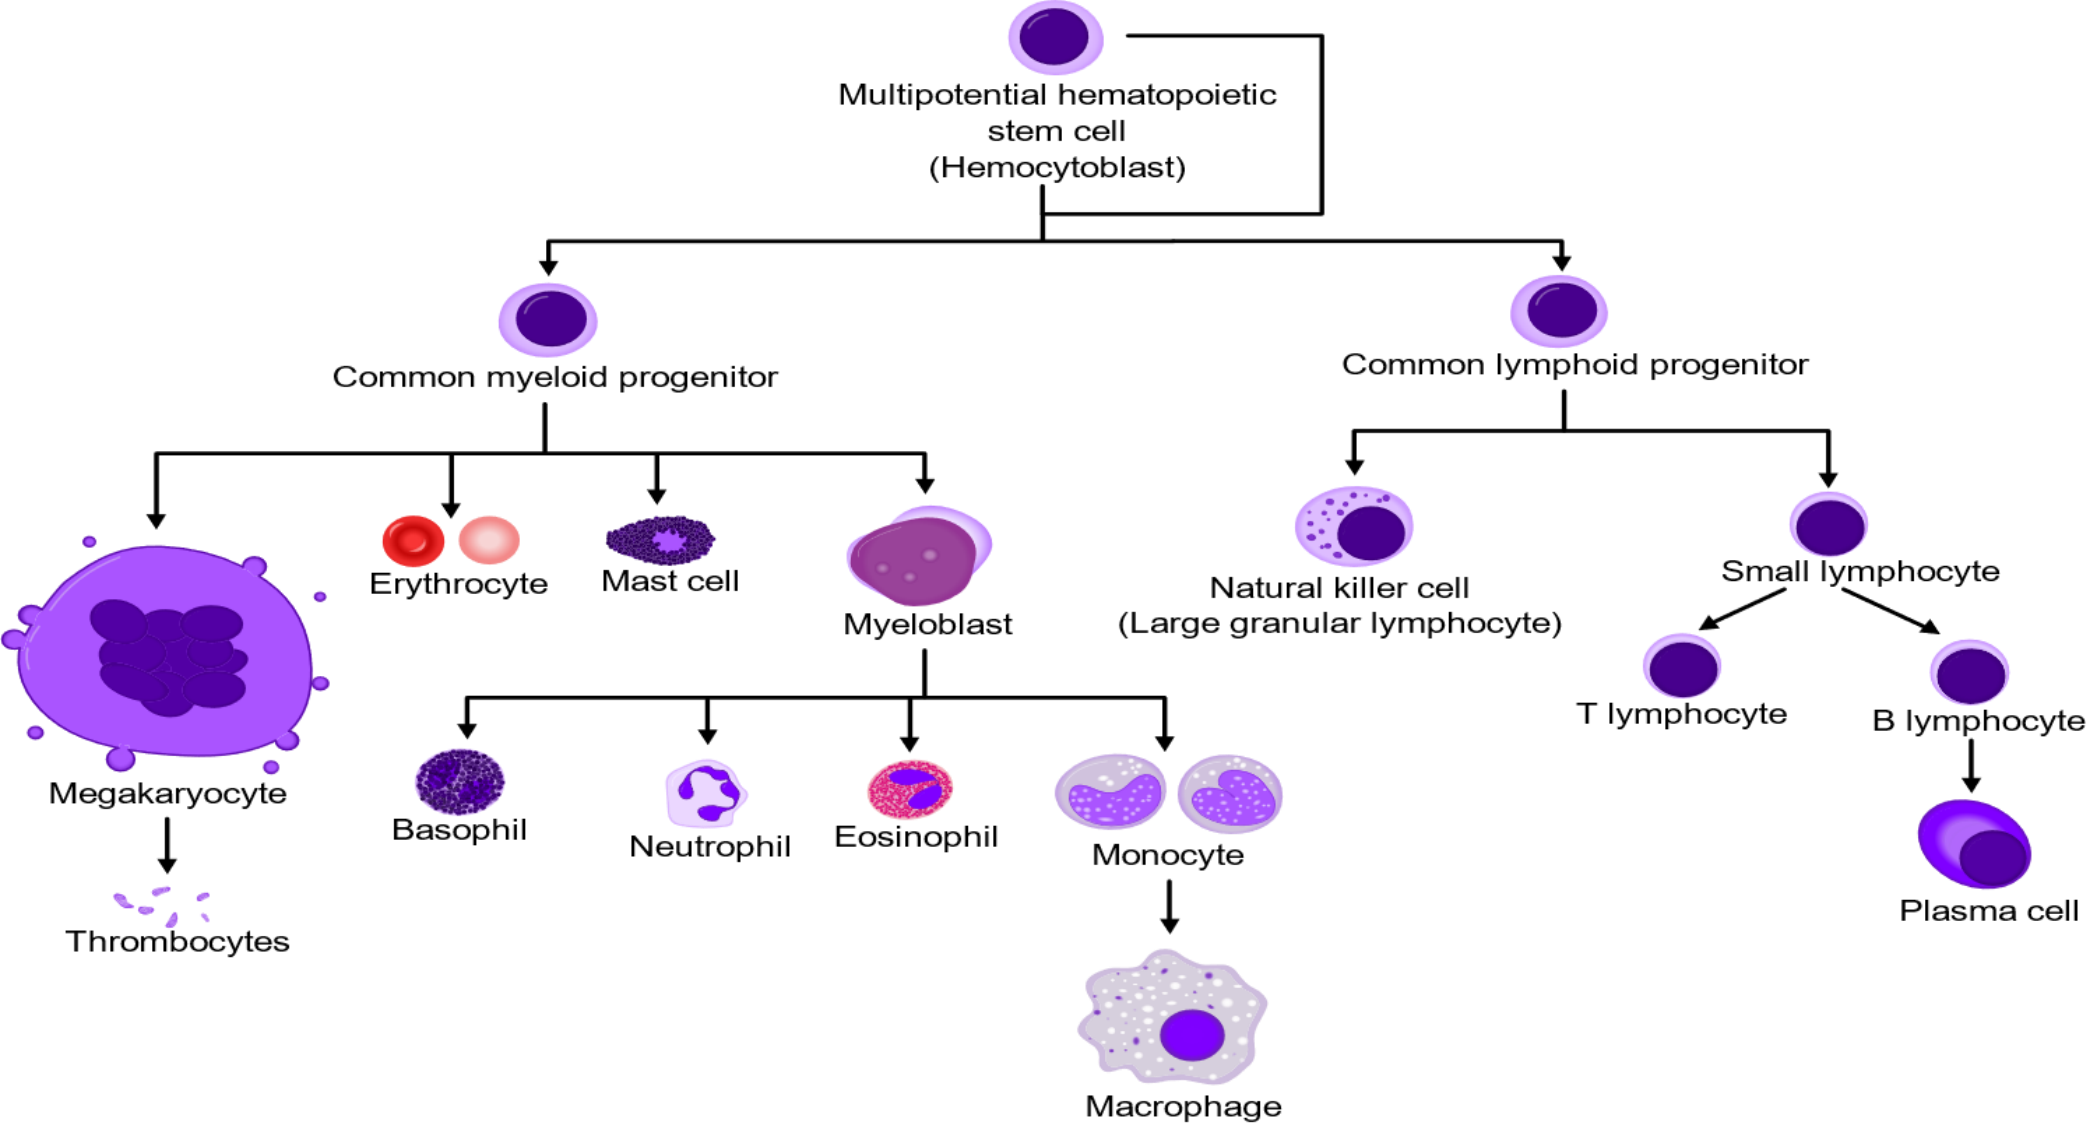 Multipotential hematopoietic
stem cell
(Hemocytoblast)
Common myeloid progenitor
Common lymphoid progenitor
Erythrocyte
Mast cell
Myeloblast
Natural killer cell
(Large granular lymphocyte)
Small lymphocyte
T lymphocyte
B lymphocyte
Megakaryocyte
Basophil
Neutrophil
Eosinophil
Monocyte
Plasma cell
Thrombocytes
Macrophage